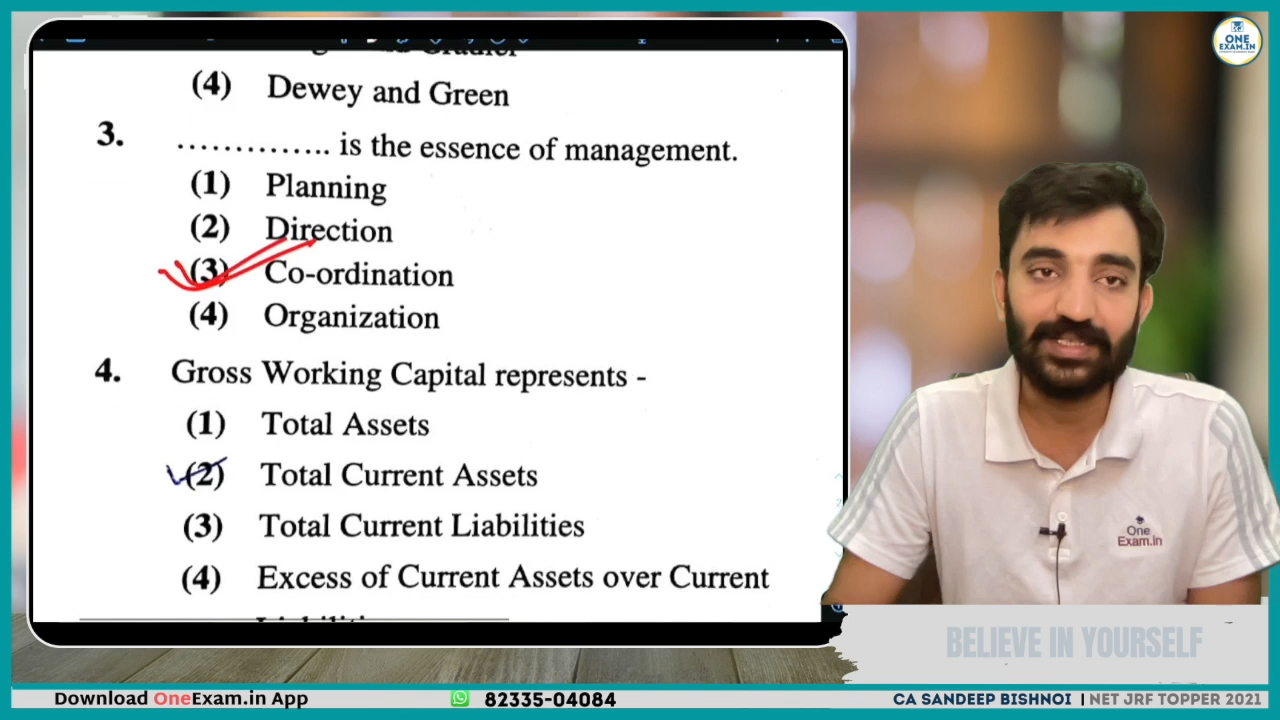 (4) Dewey and Green
3. .............. is the essence of management.
(1) Planning
(2) Direction
(3) Co-ordination
(4) Organization
4. Gross Working Capital represents -
(1) Total Assets
(2) Total Current Assets
(3) Total Current Liabilities
(4) Excess of Current Assets over Current
ONE
EXAM.IN
One
Exam.in
BELIEVE IN YOURSELF
Download OneExam.in App
82335-04084
CA SANDEEP BISHNOI | NET JRF TOPPER 2021